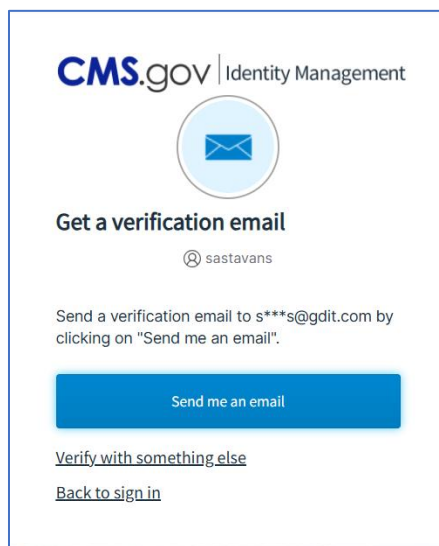 CMS.gov Identity Management
Get a verification email
sastavans
Send a verification email to s***s@gdit.com by
clicking on "Send me an email".
Send me an email
Verify with something else
Back to sign in